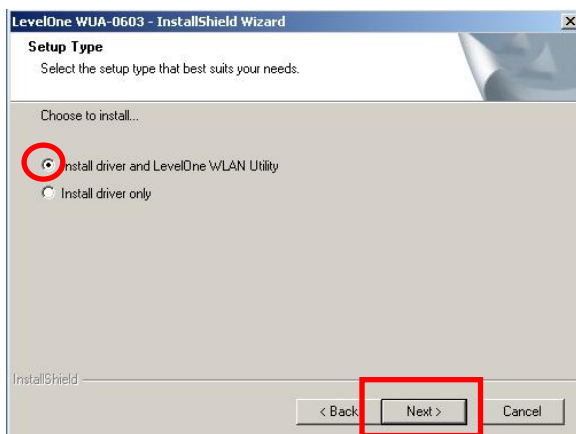 LevelOne WUA-0603 - InstallShield Wizard
Setup Type
Select the setup type that best suits your needs.
Choose to install...
Install driver and LevelOne WLAN Utility
Install driver only
InstallShield
< Back Next > Cancel